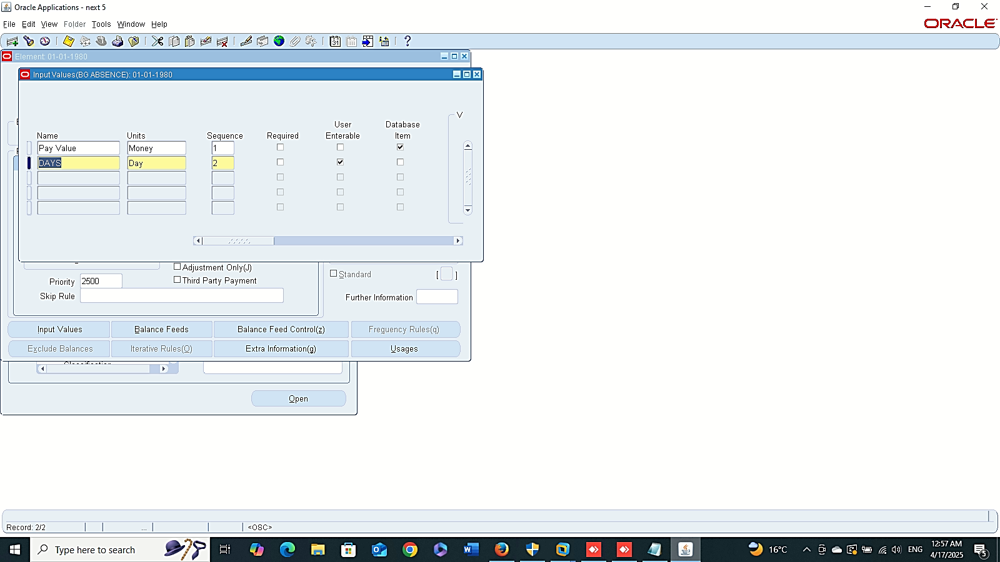 Oracle Applications - next 5
File Edit View Folder Tools Window Help
ORACLE
Element: 01-01-1980
Input Values(BG ABSENCE): 01-01-1980
V
User Database
Name Units Sequence Required Enterable Item
Pay Value Money 1
DAYS Day 2
Adjustment Only(J)
Standard [ ]
Priority 2500
Third Party Payment
Skip Rule
Further Information
Input Values Balance Feeds Balance Feed Control(z) Frequency Rules(q)
Exclude Balances Iterative Rules(O) Extra Information(g) Usages
Classification
Open
Record: 2/2 ... <OSC>
Type here to search
16°C
ENG
12:57 AM
4/17/2025
5